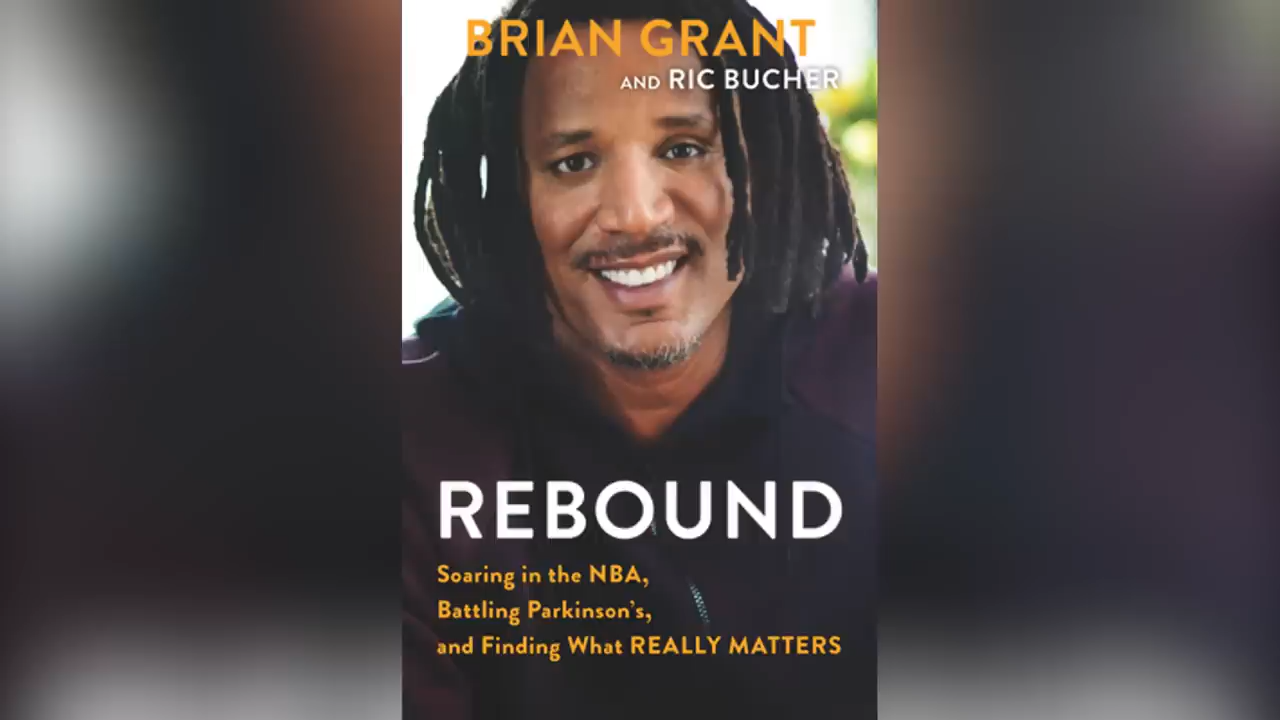 BRIAN GRANT
AND RIC BUCHER
REBOUND
Soaring in the NBA,
Battling Parkinson's,
and Finding What REALLY MATTERS